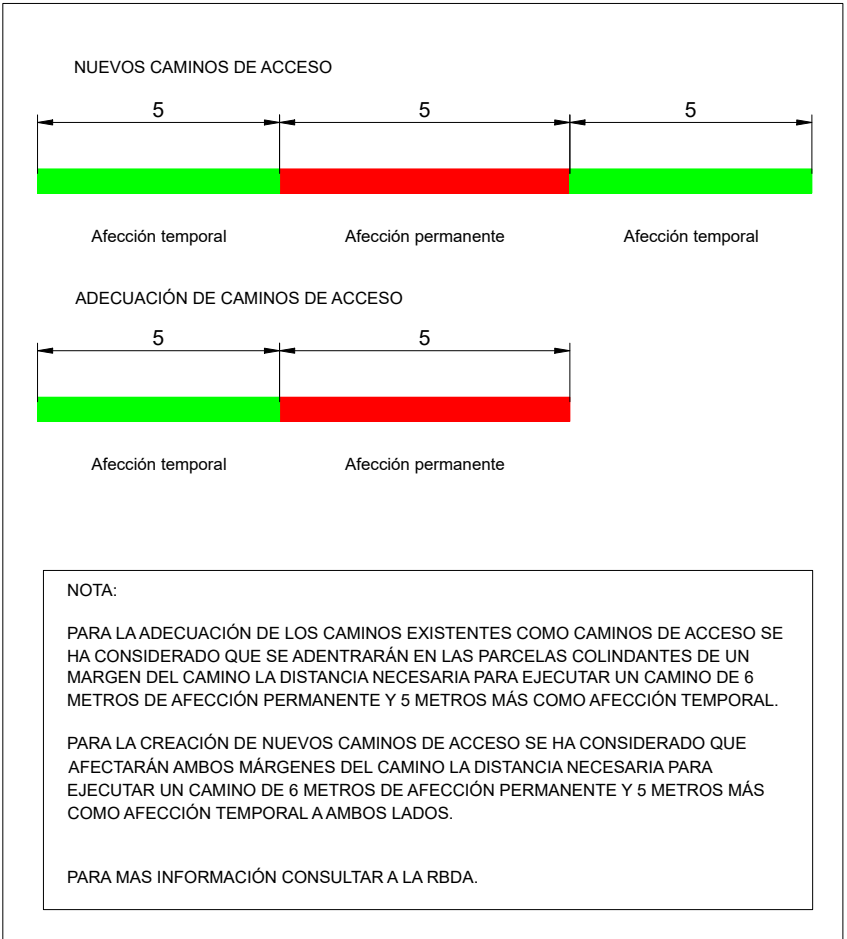 NUEVOS CAMINOS DE ACCESO
5 5 5
Afección temporal Afección permanente Afección temporal
ADECUACIÓN DE CAMINOS DE ACCESO
5 5
Afección temporal Afección permanente
NOTA:
PARA LA ADECUACIÓN DE LOS CAMINOS EXISTENTES COMO CAMINOS DE ACCESO SE
HA CONSIDERADO QUE SE ADENTRARÁN EN LAS PARCELAS COLINDANTES DE UN
MARGEN DEL CAMINO LA DISTANCIA NECESARIA PARA EJECUTAR UN CAMINO DE 6
METROS DE AFECCIÓN PERMANENTE Y 5 METROS MÁS COMO AFECCIÓN TEMPORAL.
PARA LA CREACIÓN DE NUEVOS CAMINOS DE ACCESO SE HA CONSIDERADO QUE
AFECTARÁN AMBOS MÁRGENES DEL CAMINO LA DISTANCIA NECESARIA PARA
EJECUTAR UN CAMINO DE 6 METROS DE AFECCIÓN PERMANENTE Y 5 METROS MÁS
COMO AFECCIÓN TEMPORAL A AMBOS LADOS.
PARA MAS INFORMACIÓN CONSULTAR A LA RBDA.